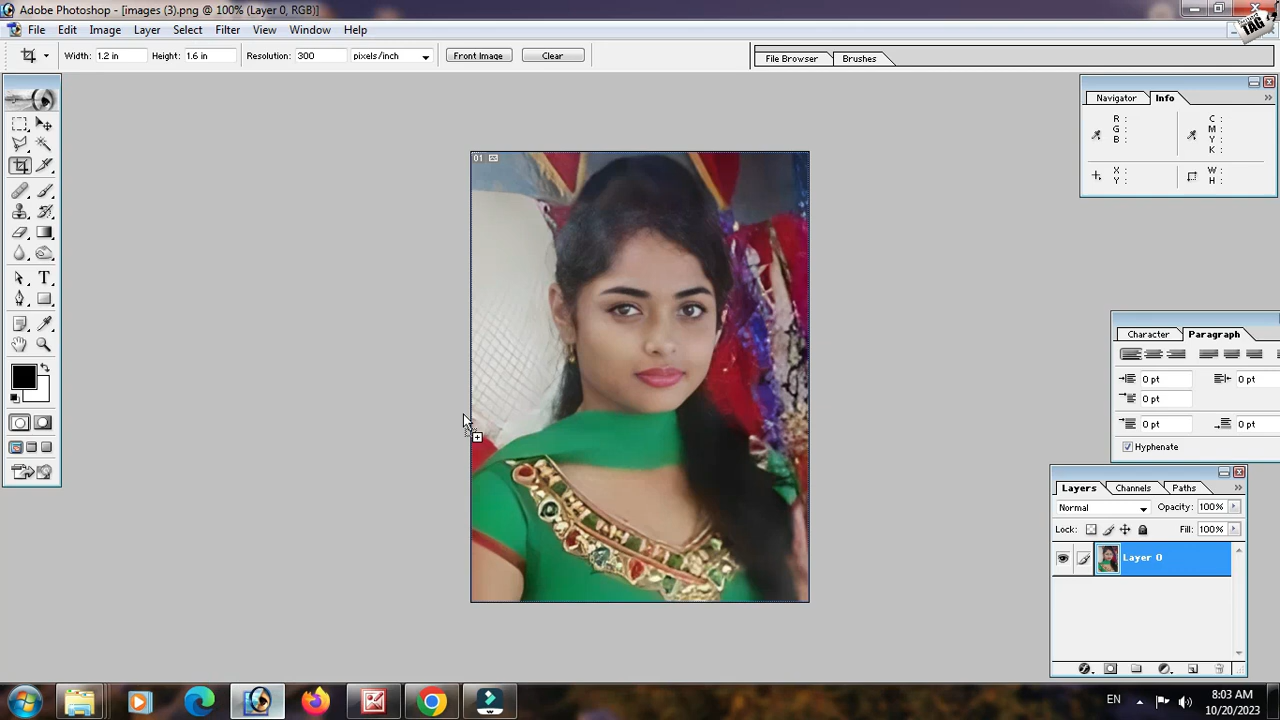 Adobe Photoshop - [images (3).png @ 100% (Layer 0, RGB)]
File Edit Image Layer Select Filter View Window Help
TAG
Width: 1.2 in Height: 1.6 in Resolution: 300 pixels/inch Front Image Clear File Browser Brushes
Navigator Info
R : C :
G : M :
B : Y :
K :
X : W :
Y : H :
01
T
Character Paragraph
0 pt 0 pt
0 pt
0 pt 0 pt
Hyphenate
Layers Channels Paths
Normal Opacity: 100%
Lock: Fill: 100%
Layer 0
EN 8:03 AM
10/20/2023